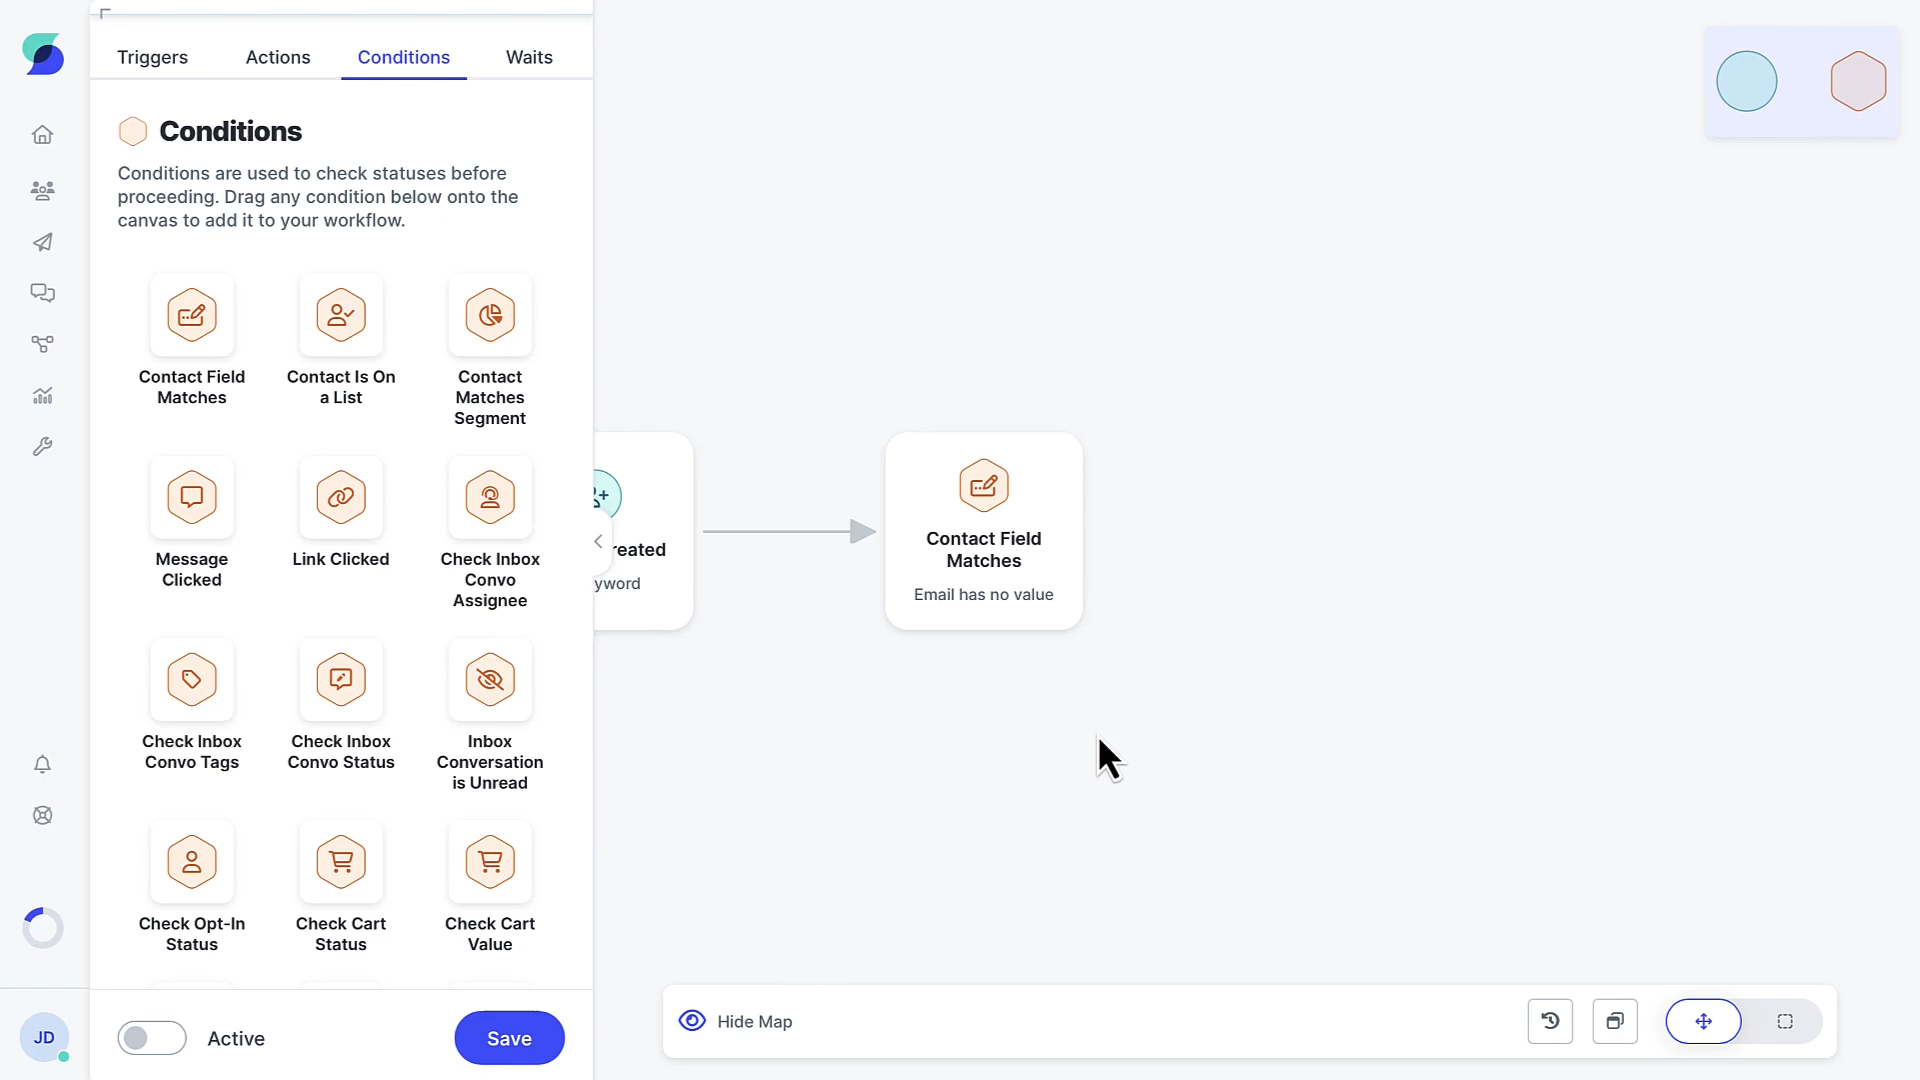 Triggers
Actions
Conditions
Waits
Conditions
Conditions are used to check statuses before
proceeding. Drag any condition below onto the
canvas to add it to your workflow.
Contact Field
Matches
Contact Is On
a List
Contact
Matches
Segment
Message
Clicked
Link Clicked
Check Inbox
Convo
Assignee
Check Inbox
Convo Tags
Check Inbox
Convo Status
Inbox
Conversation
is Unread
Check Opt-In
Status
Check Cart
Status
Check Cart
Value
Active
Save
JD
reated
yword
Contact Field
Matches
Email has no value
Hide Map